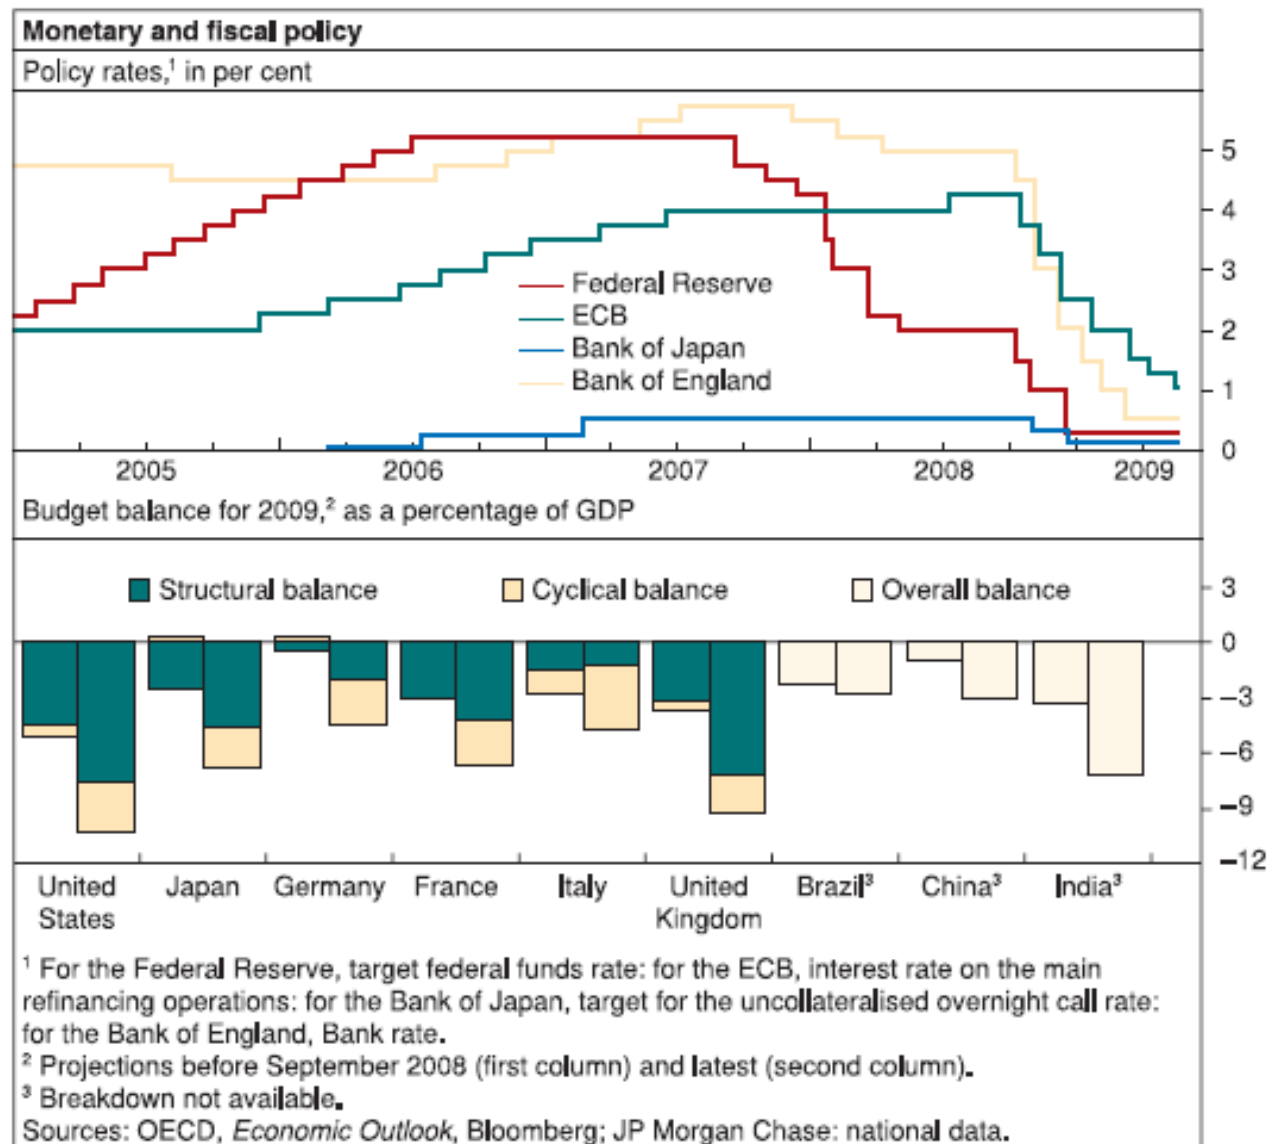 Monetary and fiscal policy
Policy rates,¹ in per cent
5
4
3
2
1
0
Federal Reserve
ECB
Bank of Japan
Bank of England
2005 2006 2007 2008 2009
Budget balance for 2009,² as a percentage of GDP
Structural balance Cyclical balance Overall balance
3
0
–3
–6
–9
–12
United States Japan Germany France Italy United Kingdom Brazil³ China³ India³
¹ For the Federal Reserve, target federal funds rate: for the ECB, interest rate on the main
refinancing operations: for the Bank of Japan, target for the uncollateralised overnight call rate:
for the Bank of England, Bank rate.
² Projections before September 2008 (first column) and latest (second column).
³ Breakdown not available.
Sources: OECD, Economic Outlook, Bloomberg; JP Morgan Chase: national data.